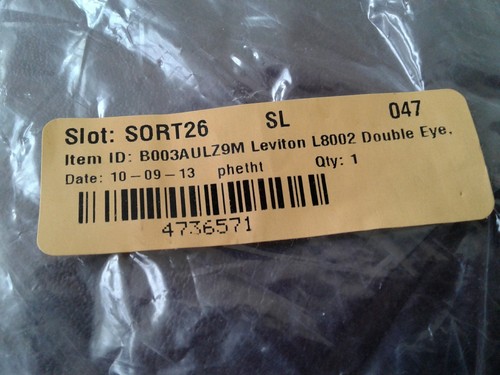 Slot: SORT26 SL 047
Item ID: B003AULZ9M Leviton L8002 Double Eye.
Date: 10-09-13 phetht Qty: 1
4736571